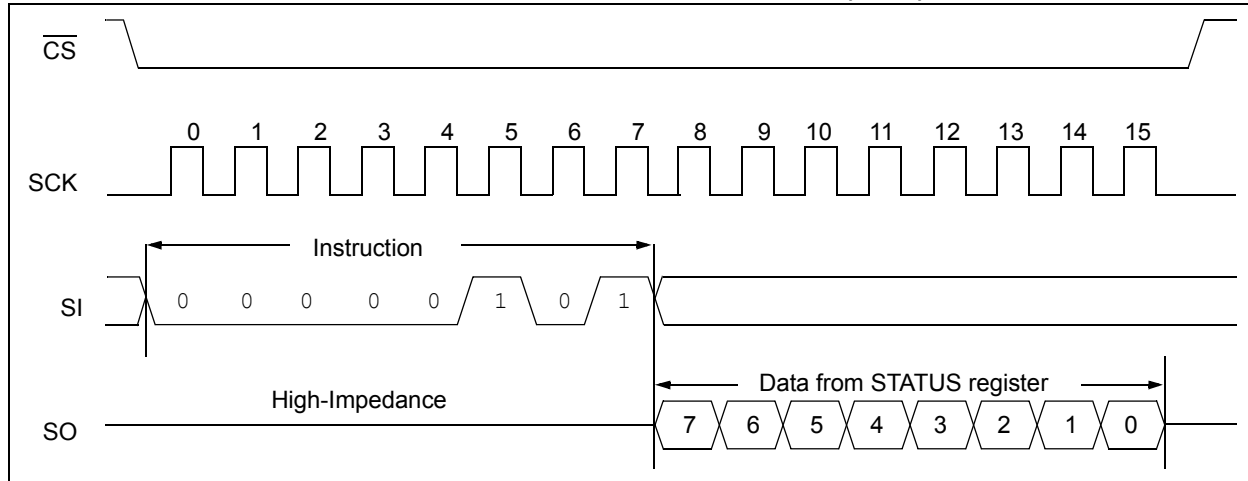 CS
0 1 2 3 4 5 6 7 8 9 10 11 12 13 14 15
SCK
Instruction
SI 0 0 0 0 0 1 0 1
Data from STATUS register
High-Impedance
SO 7 6 5 4 3 2 1 0